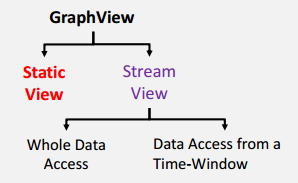 GraphView
Static
View
Stream
View
Whole Data
Access
Data Access from a
Time-Window